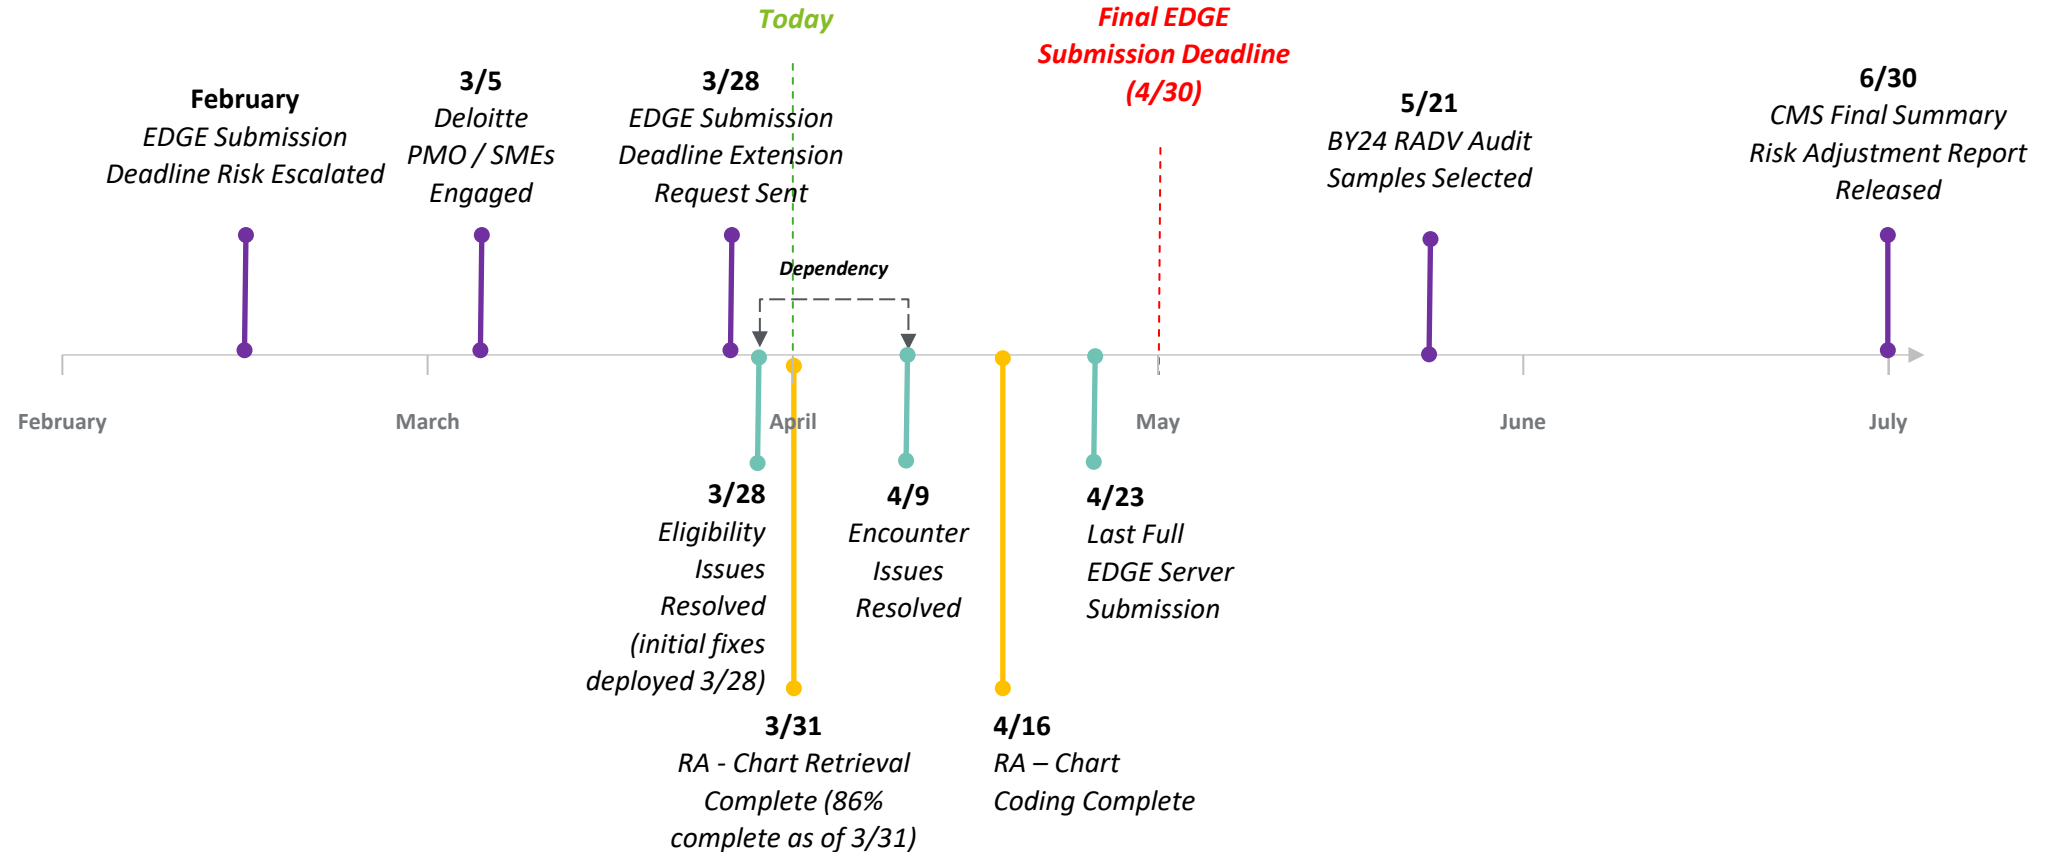 Today
Final EDGE
Submission Deadline
(4/30)
February
EDGE Submission
Deadline Risk Escalated
3/5
Deloitte
PMO / SMEs
Engaged
3/28
EDGE Submission
Deadline Extension
Request Sent
5/21
BY24 RADV Audit
Samples Selected
6/30
CMS Final Summary
Risk Adjustment Report
Released
Dependency
February
March
April
May
June
July
3/28
Eligibility
Issues
Resolved
(initial fixes
deployed 3/28)
4/9
Encounter
Issues
Resolved
4/23
Last Full
EDGE Server
Submission
3/31
RA - Chart Retrieval
Complete (86%
complete as of 3/31)
4/16
RA – Chart
Coding Complete